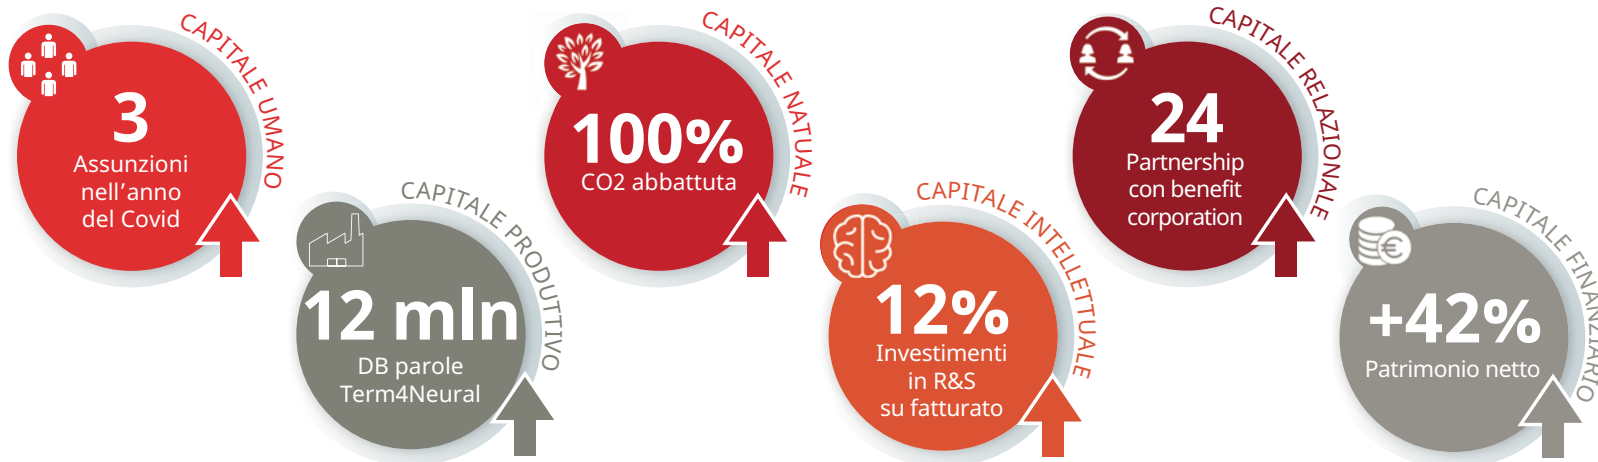 CAPITALE UMANO
3
Assunzioni
nell'anno
del Covid
CAPITALE PRODUTTIVO
12 mln
DB parole
Term4Neural
CAPITALE NATUALE
100%
CO2 abbattuta
CAPITALE INTELLETTUALE
12%
Investimenti
in R&S
su fatturato
CAPITALE RELAZIONALE
24
Partnership
con benefit
corporation
CAPITALE FINANZIARIO
€
+42%
Patrimonio netto